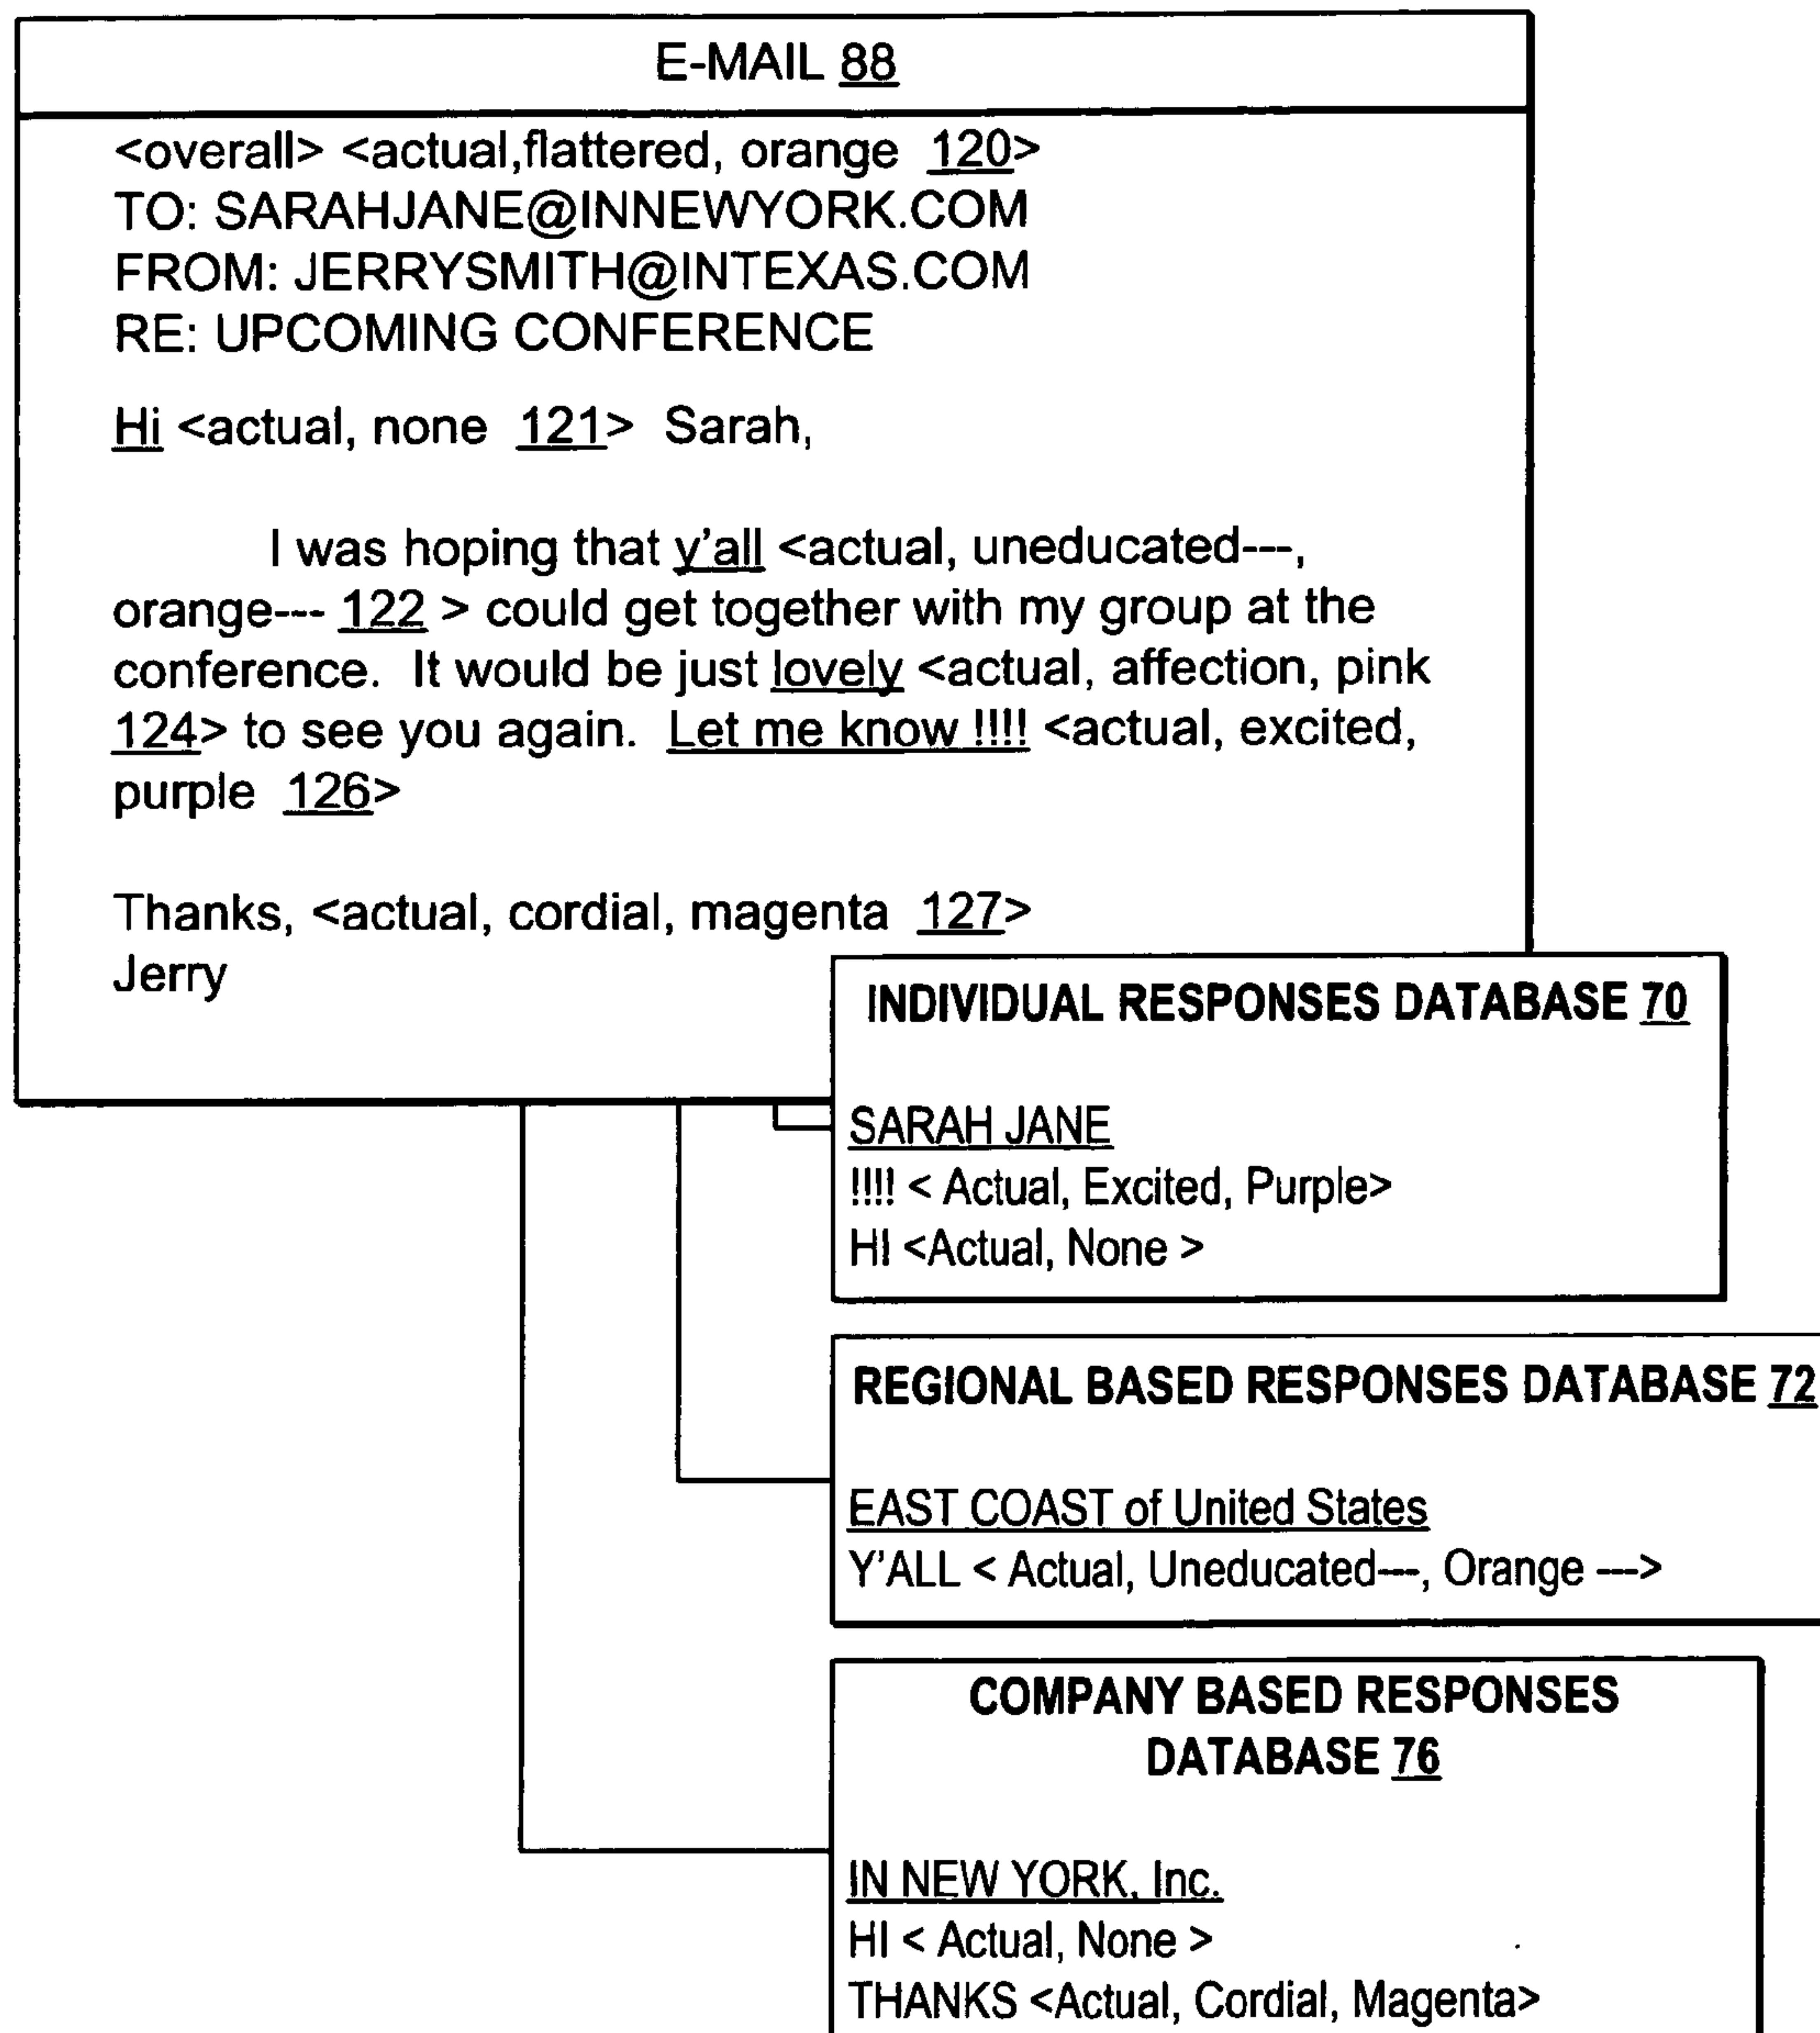 E-MAIL 88
<overall> <actual,flattered, orange 120>
TO: SARAHJANE@INNEWYORK.COM
FROM: JERRYSMITH@INTEXAS.COM
RE: UPCOMING CONFERENCE
Hi <actual, none 121> Sarah,
I was hoping that y'all <actual, uneducated---,
orange--- 122 > could get together with my group at the
conference. It would be just lovely <actual, affection, pink
124> to see you again. Let me know !!!! <actual, excited,
purple 126>
Thanks, <actual, cordial, magenta 127>
Jerry
INDIVIDUAL RESPONSES DATABASE 70
SARAH JANE
!!!! < Actual, Excited, Purple>
HI <Actual, None >
REGIONAL BASED RESPONSES DATABASE 72
EAST COAST of United States
Y'ALL < Actual, Uneducated---, Orange --->
COMPANY BASED RESPONSES
DATABASE 76
IN NEW YORK, Inc.
HI < Actual, None >
THANKS <Actual, Cordial, Magenta>